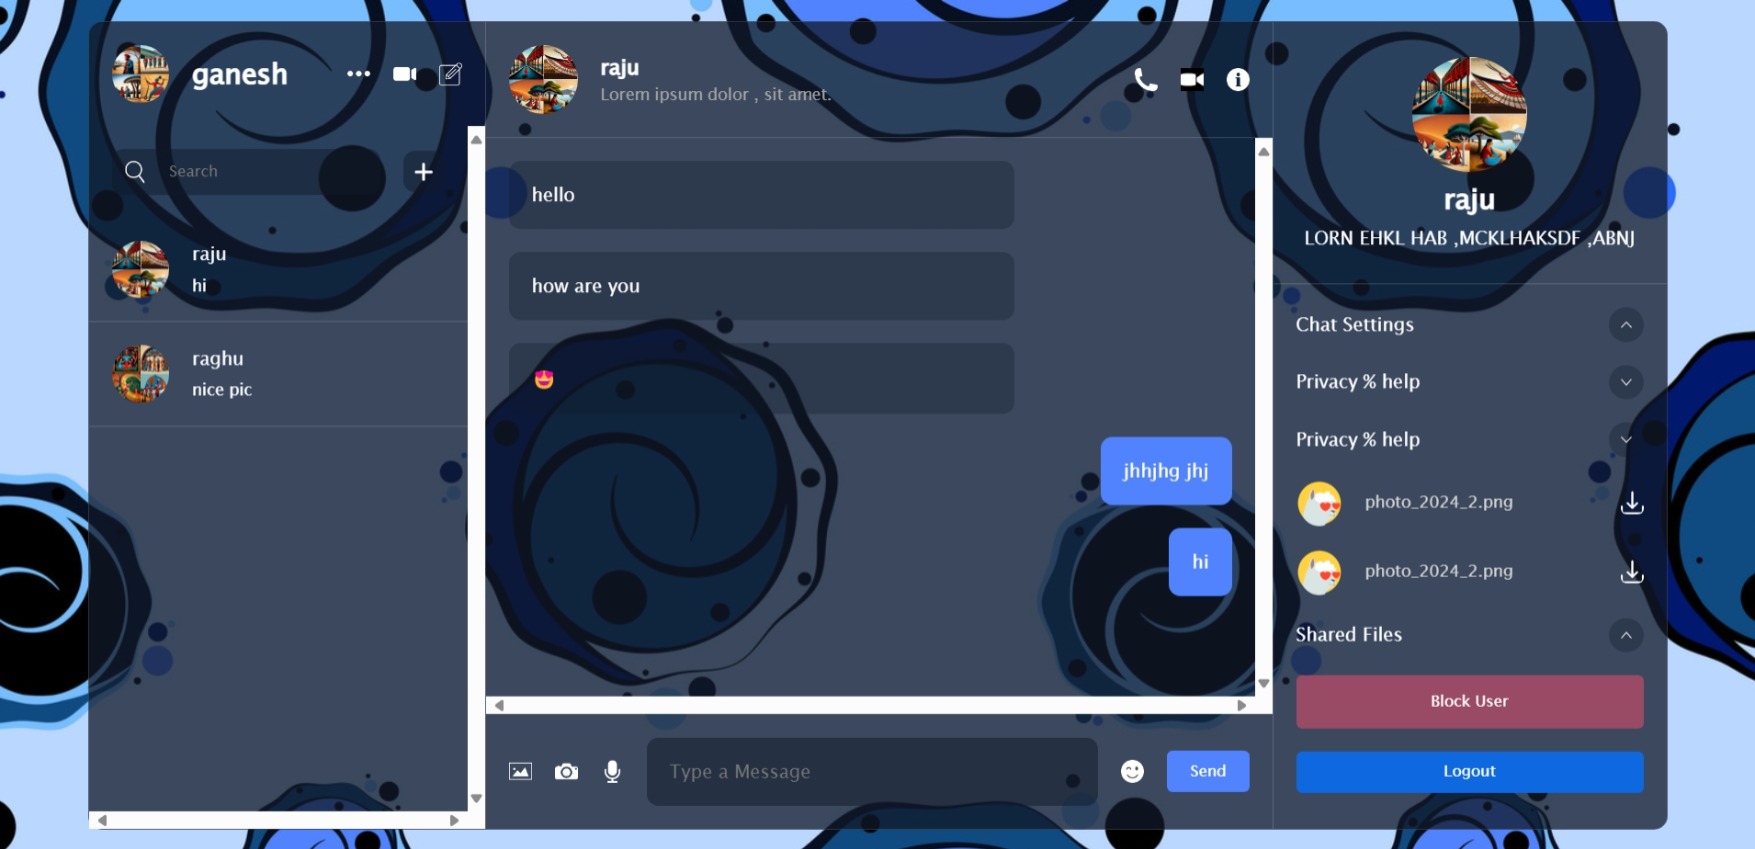 ganesh
Search
raju
hi
raghu
nice pic
raju
Lorem ipsum dolor , sit amet.
hello
how are you
😍
jhhjhg jhj
hi
Type a Message
Send
raju
LORN EHKL HAB ,MCKLHAKSDF ,ABNJ
Chat Settings
Privacy % help
Privacy % help
photo_2024_2.png
photo_2024_2.png
Shared Files
Block User
Logout